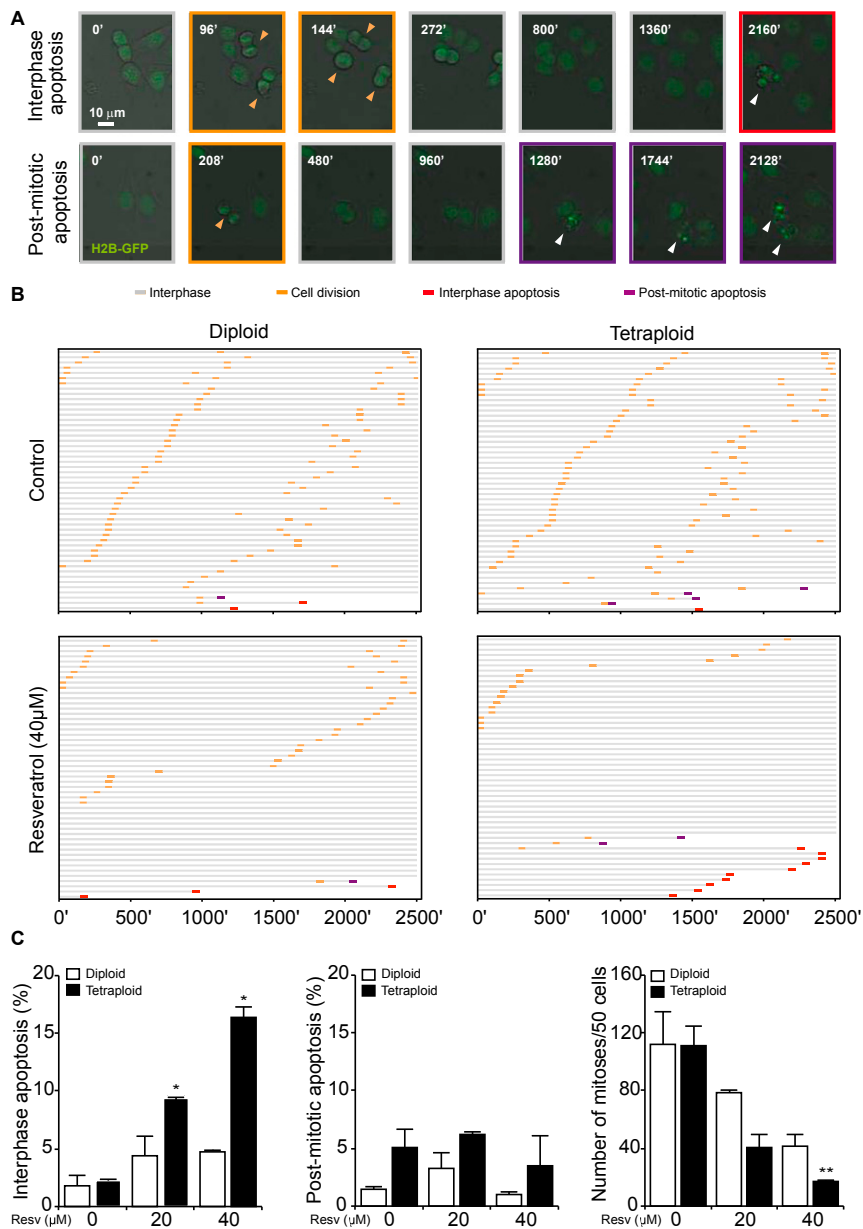 A
Interphase
apoptosis
0'
96'
144'
272'
800'
1360'
2160'
10 µm
Post-mitotic
apoptosis
0'
208'
480'
960'
1280'
1744'
2128'
H2B-GFP
Interphase
Cell division
Interphase apoptosis
Post-mitotic apoptosis
B
Diploid
Tetraploid
Control
Resveratrol (40µM)
0' 500' 1000' 1500' 2000' 2500'
0' 500' 1000' 1500' 2000' 2500'
C
Interphase apoptosis (%)
20
15
10
5
0
Diploid
Tetraploid
*
*
Resv (µM) 0 20 40
Post-mitotic apoptosis (%)
20
15
10
5
0
Diploid
Tetraploid
Resv (µM) 0 20 40
Number of mitoses/50 cells
160
120
80
40
0
Diploid
Tetraploid
**
Resv (µM) 0 20 40